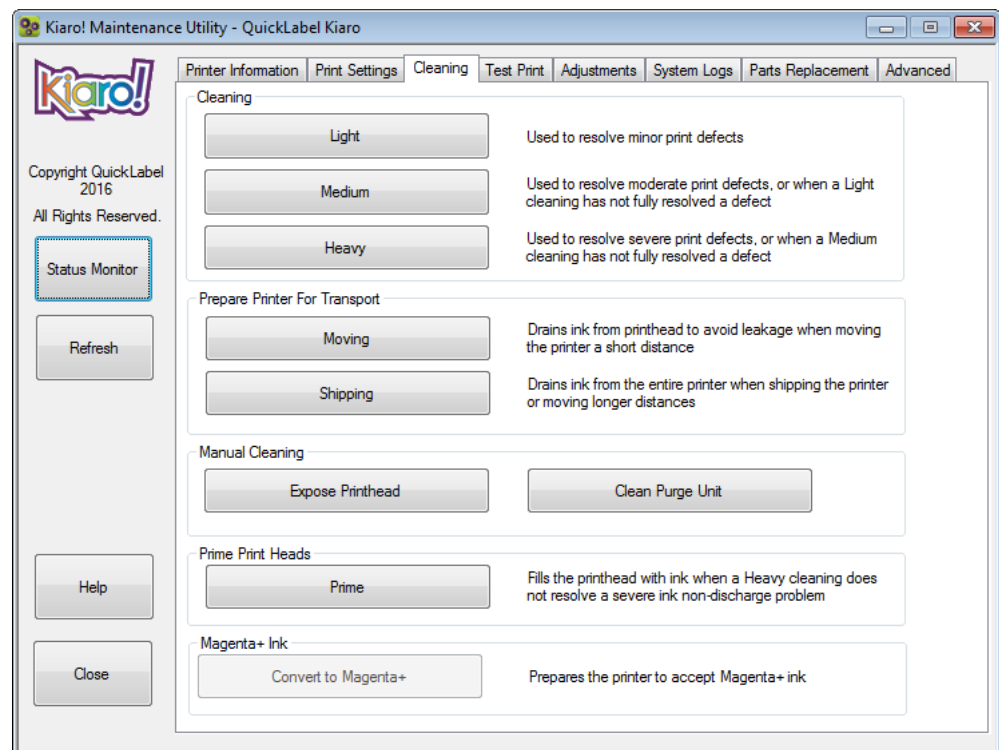 Kiaro! Maintenance Utility - QuickLabel Kiaro
Kiaro!
Copyright QuickLabel
2016
All Rights Reserved.
Status Monitor
Refresh
Help
Close
Printer Information Print Settings Cleaning Test Print Adjustments System Logs Parts Replacement Advanced
Cleaning
Light
Used to resolve minor print defects
Medium
Used to resolve moderate print defects, or when a Light
cleaning has not fully resolved a defect
Heavy
Used to resolve severe print defects, or when a Medium
cleaning has not fully resolved a defect
Prepare Printer For Transport
Moving
Drains ink from printhead to avoid leakage when moving
the printer a short distance
Shipping
Drains ink from the entire printer when shipping the printer
or moving longer distances
Manual Cleaning
Expose Printhead
Clean Purge Unit
Prime Print Heads
Prime
Fills the printhead with ink when a Heavy cleaning does
not resolve a severe ink non-discharge problem
Magenta+ Ink
Convert to Magenta+
Prepares the printer to accept Magenta+ ink